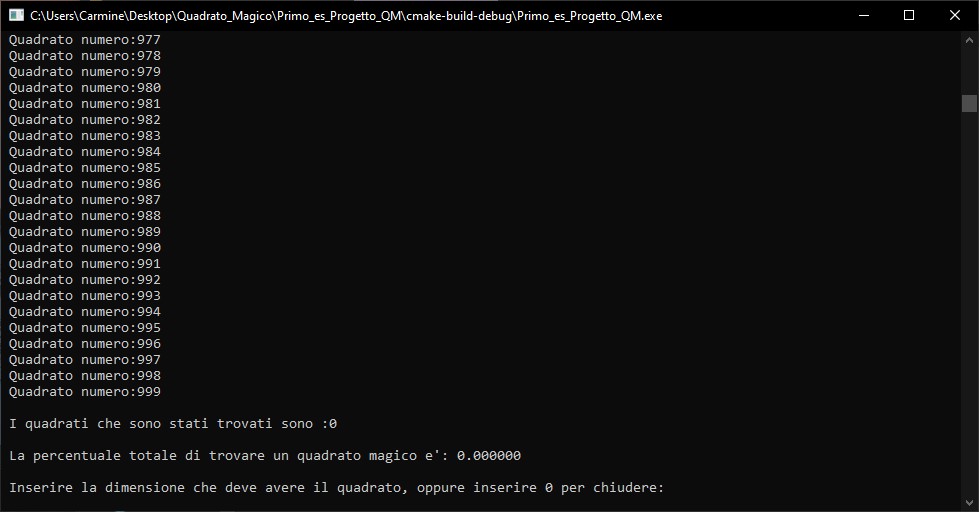 C:\Users\Carmine\Desktop\Quadrato_Magico\Primo_es_Progetto_QM\cmake-build-debug\Primo_es_Progetto_QM.exe
Quadrato numero:977
Quadrato numero:978
Quadrato numero:979
Quadrato numero:980
Quadrato numero:981
Quadrato numero:982
Quadrato numero:983
Quadrato numero:984
Quadrato numero:985
Quadrato numero:986
Quadrato numero:987
Quadrato numero:988
Quadrato numero:989
Quadrato numero:990
Quadrato numero:991
Quadrato numero:992
Quadrato numero:993
Quadrato numero:994
Quadrato numero:995
Quadrato numero:996
Quadrato numero:997
Quadrato numero:998
Quadrato numero:999
I quadrati che sono stati trovati sono :0
La percentuale totale di trovare un quadrato magico e': 0.000000
Inserire la dimensione che deve avere il quadrato, oppure inserire 0 per chiudere: